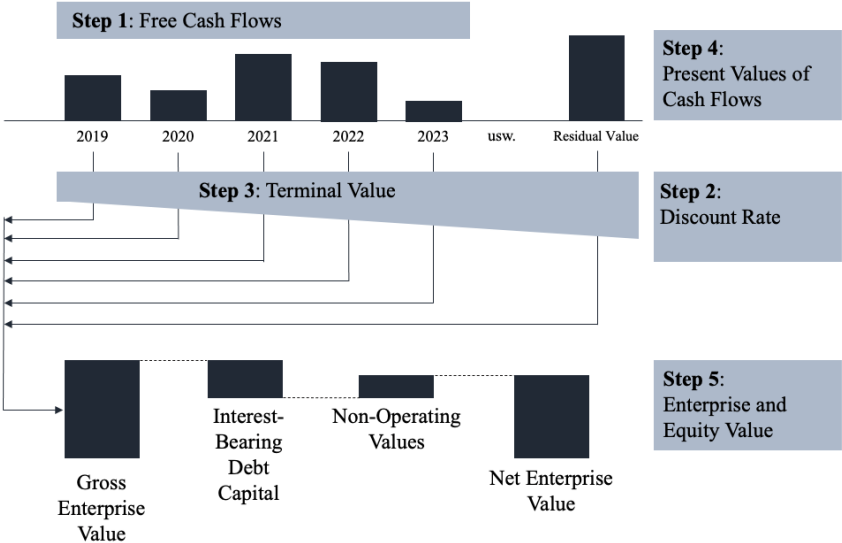 Step 1: Free Cash Flows
Step 4:
Present Values of
Cash Flows
2019
2020
2021
2022
2023
usw.
Residual Value
Step 3: Terminal Value
Step 2:
Discount Rate
Step 5:
Enterprise and
Equity Value
Gross
Enterprise
Value
Interest-
Bearing
Debt
Capital
Non-Operating
Values
Net Enterprise
Value